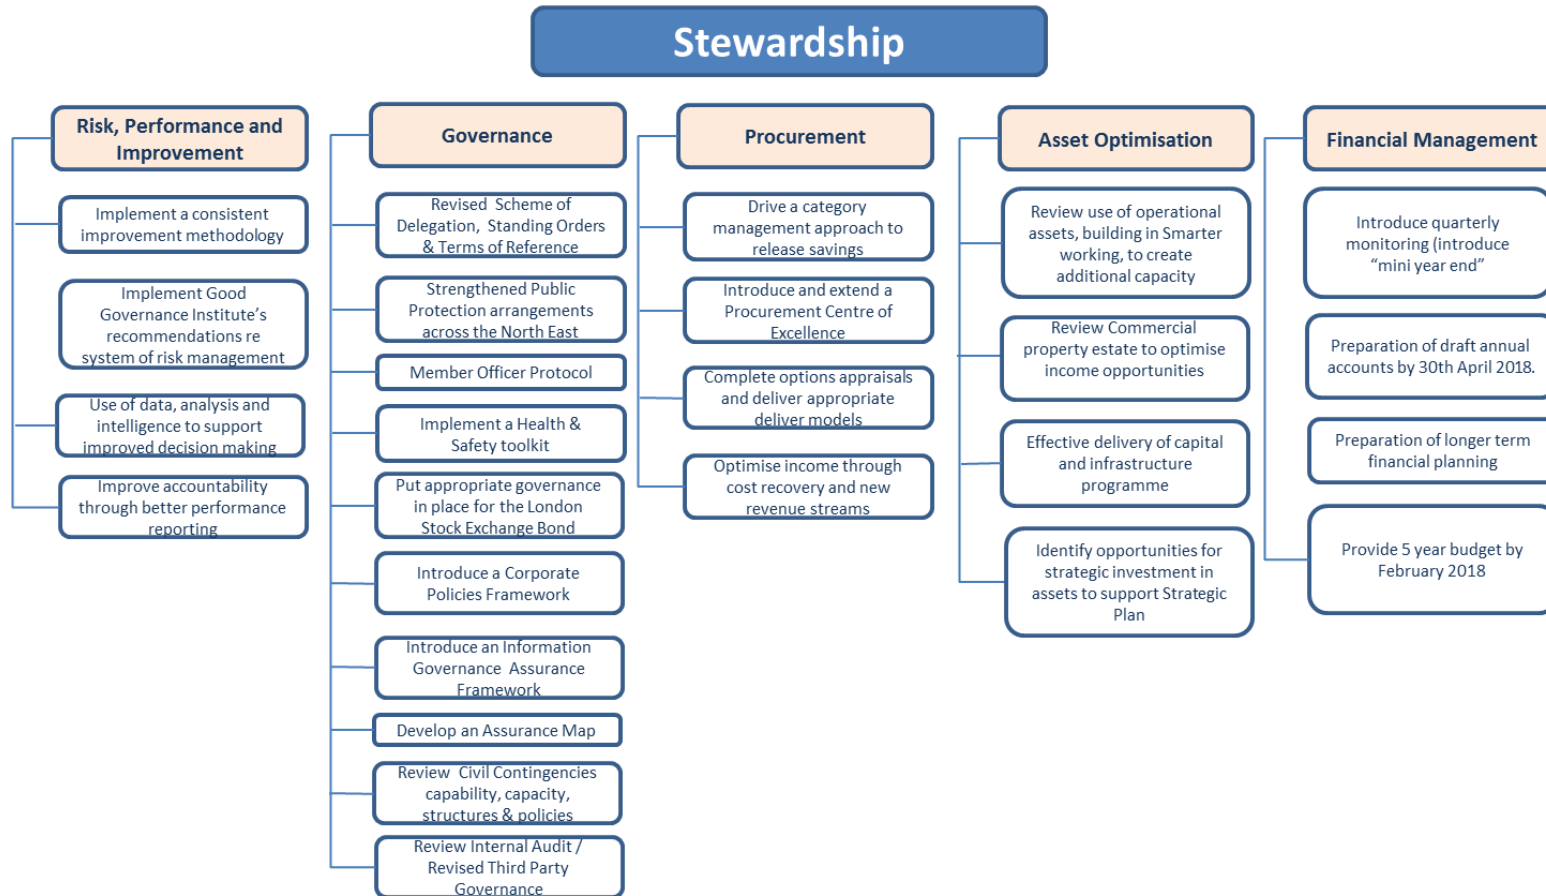 Stewardship
Risk, Performance and
Improvement
Implement a consistent
improvement methodology
Implement Good
Governance Institute's
recommendations re
system of risk management
Use of data, analysis and
intelligence to support
improved decision making
Improve accountability
through better performance
reporting
Governance
Revised Scheme of
Delegation, Standing Orders
& Terms of Reference
Strengthened Public
Protection arrangements
across the North East
Member Officer Protocol
Implement a Health &
Safety toolkit
Put appropriate governance
in place for the London
Stock Exchange Bond
Introduce a Corporate
Policies Framework
Introduce an Information
Governance Assurance
Framework
Develop an Assurance Map
Review Civil Contingencies
capability, capacity,
structures & policies
Review Internal Audit /
Revised Third Party
Governance
Procurement
Drive a category
management approach to
release savings
Introduce and extend a
Procurement Centre of
Excellence
Complete options appraisals
and deliver appropriate
deliver models
Optimise income through
cost recovery and new
revenue streams
Asset Optimisation
Review use of operational
assets, building in Smarter
working, to create
additional capacity
Review Commercial
property estate to optimise
income opportunities
Effective delivery of capital
and infrastructure
programme
Identify opportunities for
strategic investment in
assets to support Strategic
Plan
Financial Management
Introduce quarterly
monitoring (introduce
"mini year end"
Preparation of draft annual
accounts by 30th April 2018.
Preparation of longer term
financial planning
Provide 5 year budget by
February 2018